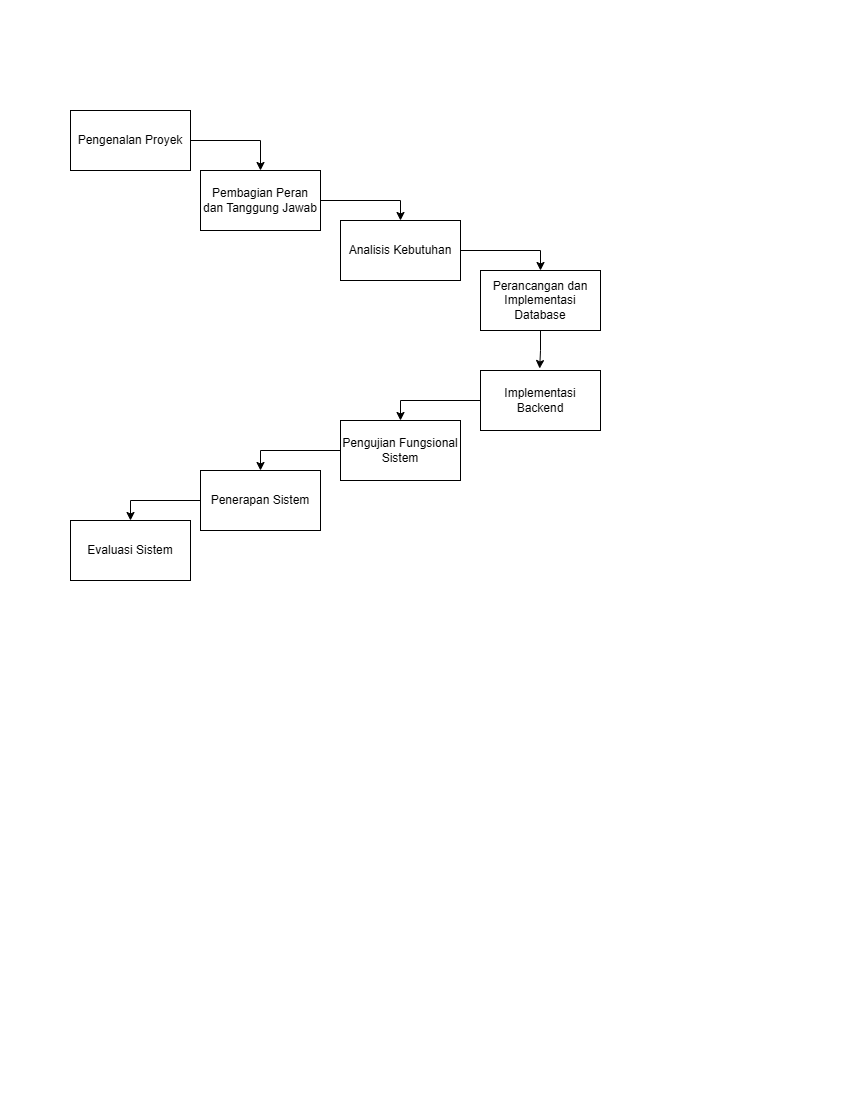 Pengenalan Proyek
Pembagian Peran
dan Tanggung Jawab
Analisis Kebutuhan
Perancangan dan
Implementasi
Database
Implementasi
Backend
Pengujian Fungsional
Sistem
Penerapan Sistem
Evaluasi Sistem